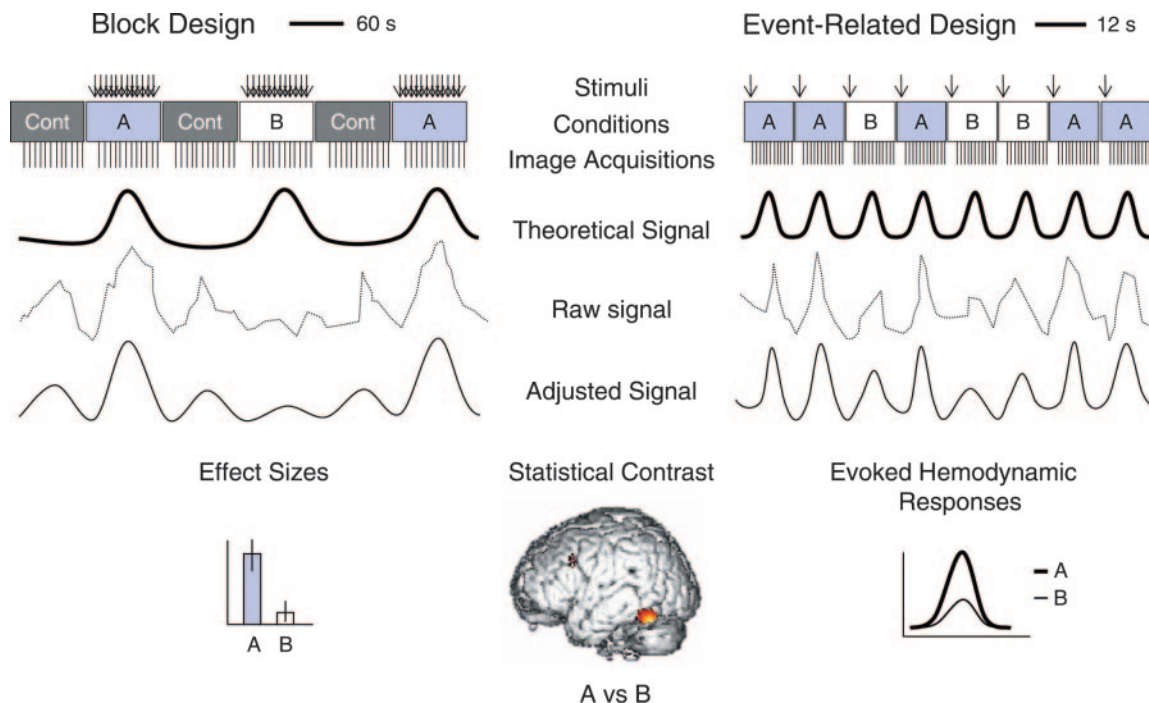 Block Design 60 s
Event-Related Design 12 s
Stimuli
Cont A Cont B Cont A
Conditions
A A B A B B A A
Image Acquisitions
Theoretical Signal
Raw signal
Adjusted Signal
Effect Sizes
A B
Statistical Contrast
A vs B
Evoked Hemodynamic
Responses
A
B